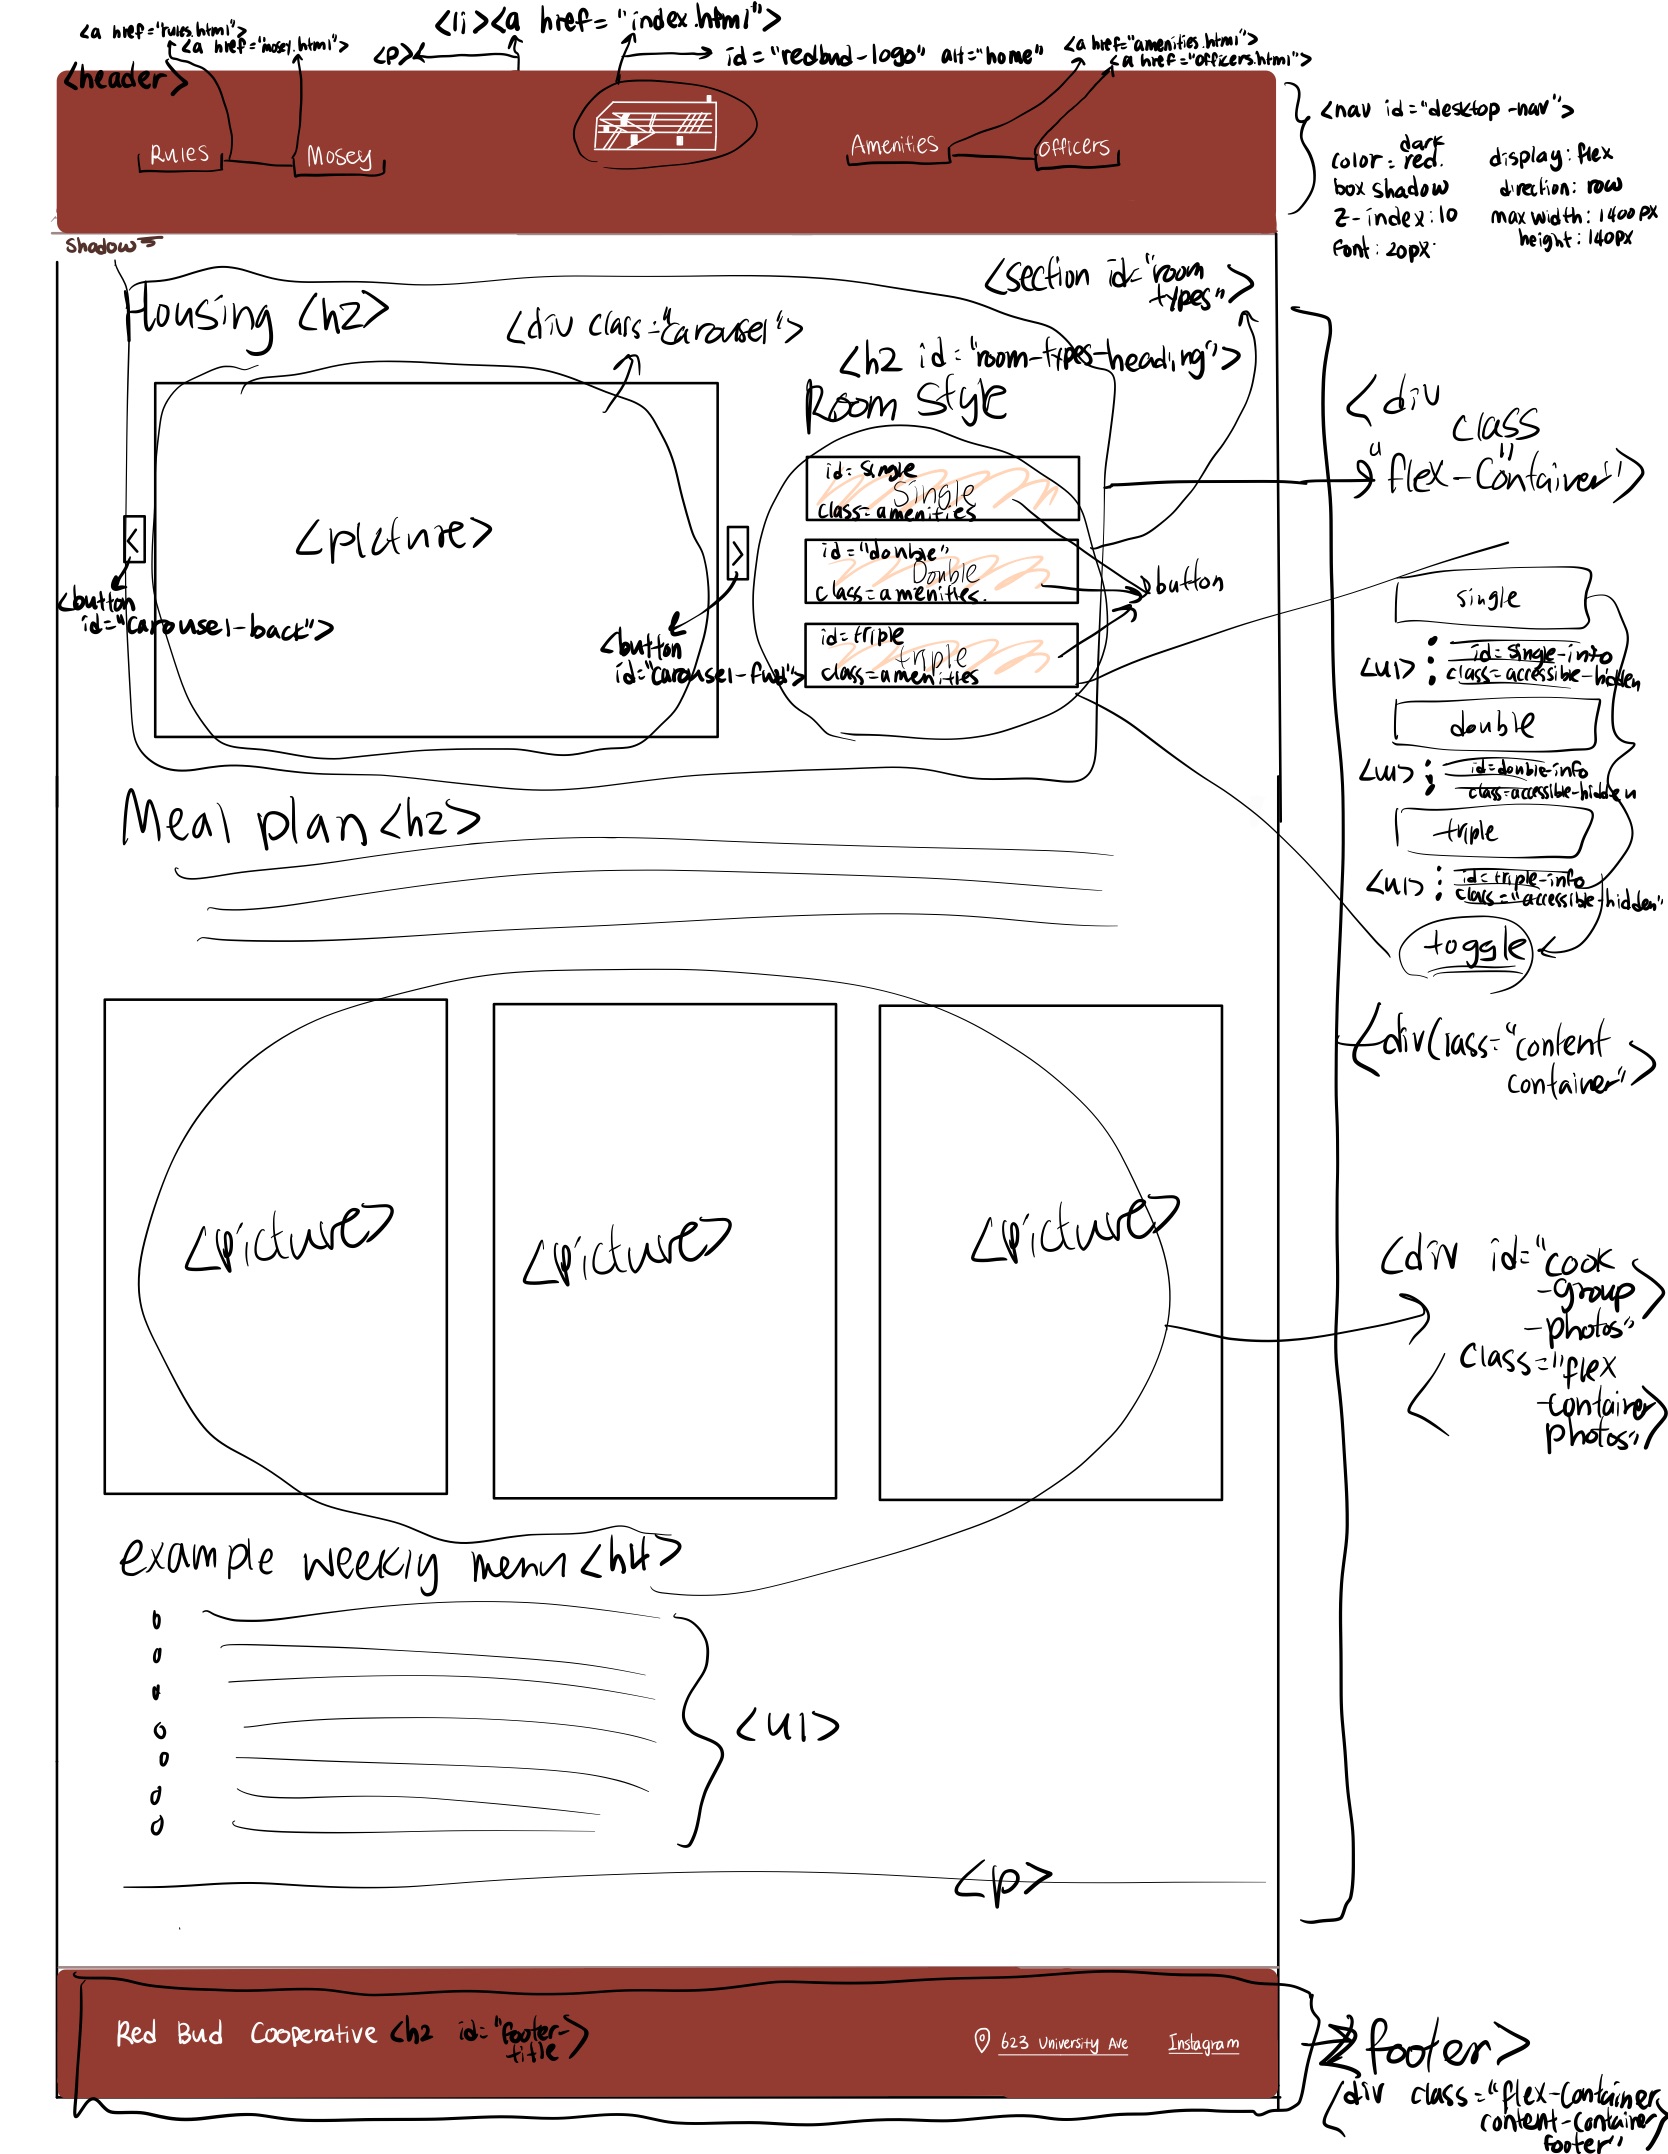 <a href="rules.html">
<a href="mosey.html">
<li><a href="index.html">
<p>
id="redbud-logo" alt="home"
<a href="amenities.html">
<a href="officers.html">
<header>
Rules
Mosey
Amenities
Officers
<nav id="desktop-nav">
color: dark red.
box shadow
z-index: 10
font: 20px
display: flex
direction: row
max width: 1400px
height: 140px
Shadow
Housing <h2>
<div class="carousel">
<section id="room
types">
<h2 id="room-types-heading">
Room Style
<picture>
<
>
<button
id="carousel-back">
<button
id="carousel-fwd">
id=single
Single
class=amenities
id="double"
Double
class=amenities.
id=triple
triple
class=amenities
button
<div
class
"flex-container">
single
<ul>
id=single-info
class=accessible-hidden
double
<ul>
id=double-info
class=accessible-hidden
triple
<ul>
id=triple-info
class="accessible-hidden"
toggle
<div class="content
container">
Meal plan <h2>
<picture>
<picture>
<picture>
<div id="cook
-group
-photos">
<class="flex
-container
photos">
example weekly menu <h4>
<ul>
<p>
Red Bud Cooperative <h2 id="footer-
title">
623 University Ave
Instagram
<footer>
<div class="flex-container
content-container
footer">